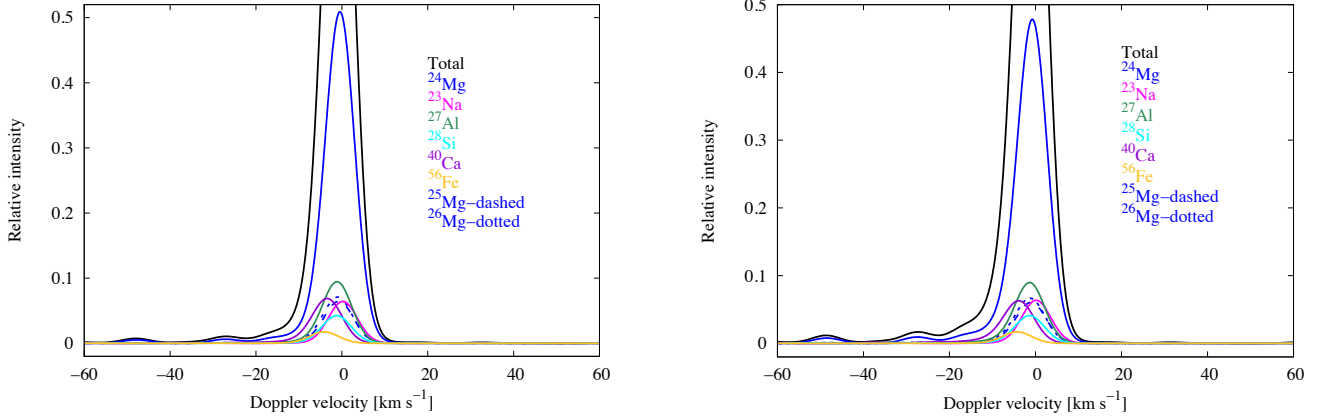 0.5
0.4
0.3
0.2
0.1
0
Relative intensity
Total
²⁴Mg
²³Na
²⁷Al
²⁸Si
⁴⁰Ca
⁵⁶Fe
²⁵Mg−dashed
²⁶Mg−dotted
−60 −40 −20 0 20 40 60
Doppler velocity [km s⁻¹]
0.5
0.4
0.3
0.2
0.1
0
Relative intensity
Total
²⁴Mg
²³Na
²⁷Al
²⁸Si
⁴⁰Ca
⁵⁶Fe
²⁵Mg−dashed
²⁶Mg−dotted
−60 −40 −20 0 20 40 60
Doppler velocity [km s⁻¹]